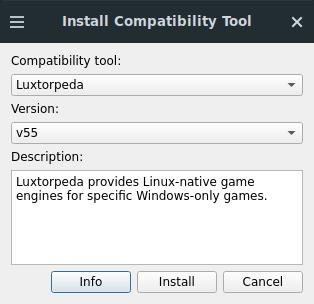 Install Compatibility Tool
Compatibility tool:
Luxtorpeda
Version:
v55
Description:
Luxtorpeda provides Linux-native game
engines for specific Windows-only games.
Info
Install
Cancel